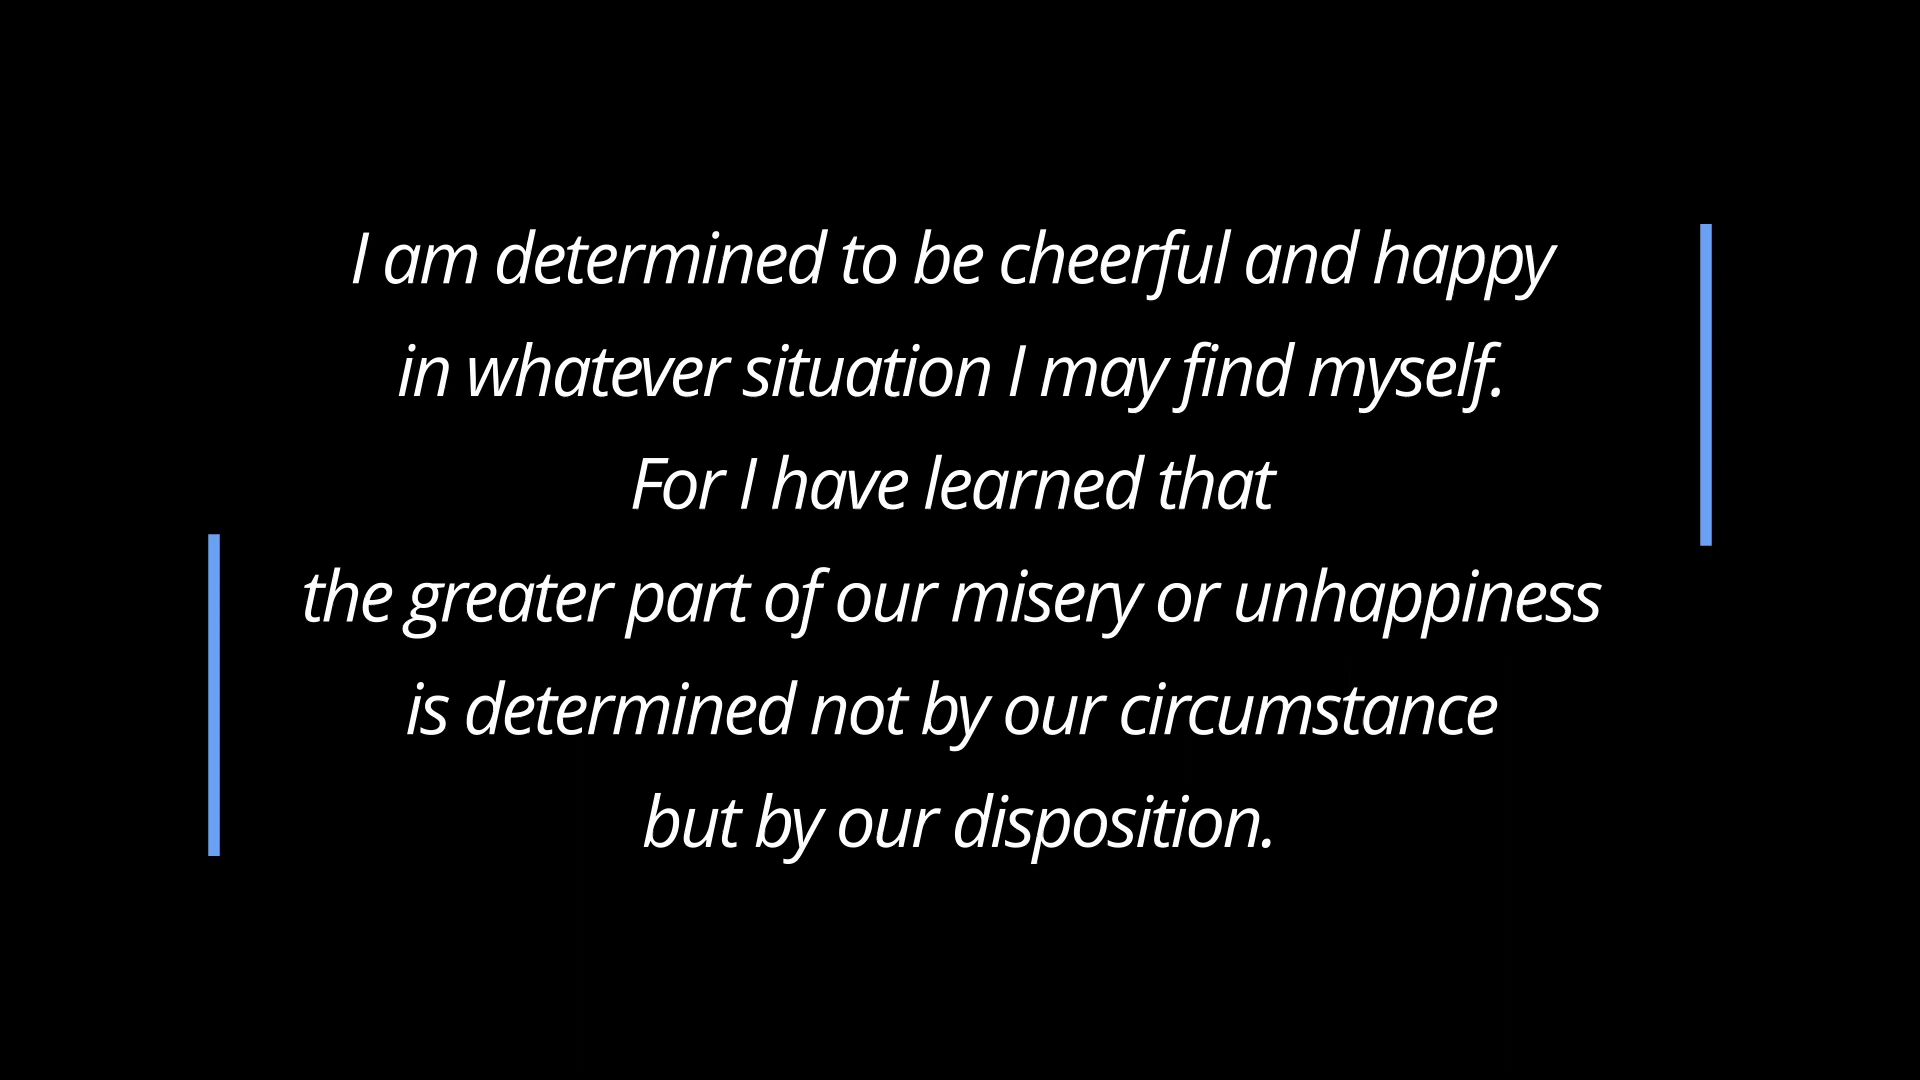 I am determined to be cheerful and happy
in whatever situation I may find myself.
For I have learned that
the greater part of our misery or unhappiness
is determined not by our circumstance
but by our disposition.